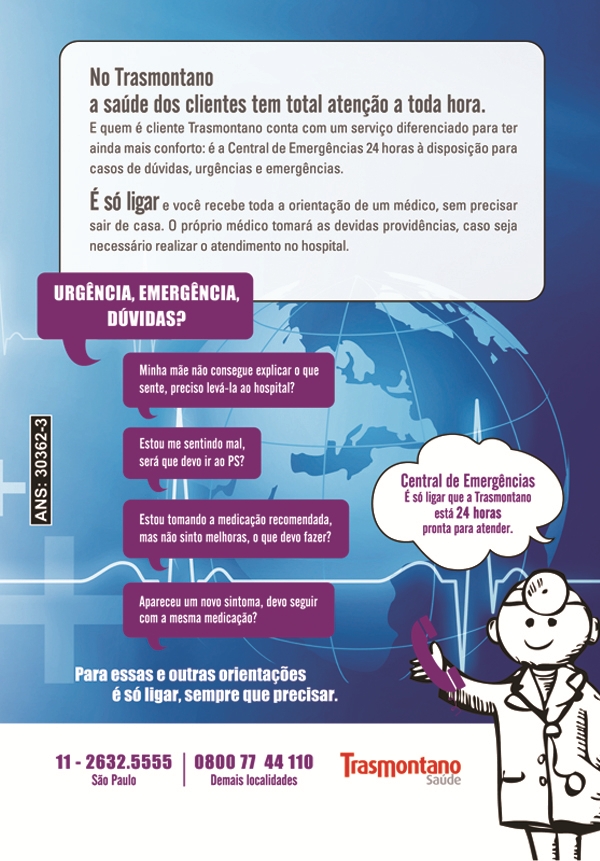 No Trasmontano
a saúde dos clientes tem total atenção a toda hora.
E quem é cliente Trasmontano conta com um serviço diferenciado para ter
ainda mais conforto: é a Central de Emergências 24 horas à disposição para
casos de dúvidas, urgências e emergências.
É só ligar e você recebe toda a orientação de um médico, sem precisar
sair de casa. O próprio médico tomará as devidas providências, caso seja
necessário realizar o atendimento no hospital.
URGÊNCIA, EMERGÊNCIA,
DÚVIDAS?
Minha mãe não consegue explicar o que
sente, preciso levá-la ao hospital?
Estou me sentindo mal,
será que devo ir ao PS?
Estou tomando a medicação recomendada,
mas não sinto melhoras, o que devo fazer?
Apareceu um novo sintoma, devo seguir
com a mesma medicação?
ANS: 30362-3
Central de Emergências
É só ligar que a Trasmontano
está 24 horas
pronta para atender.
Para essas e outras orientações
é só ligar, sempre que precisar.
11 - 2632.5555
São Paulo
0800 77 44 110
Demais localidades
Trasmontano
Saúde